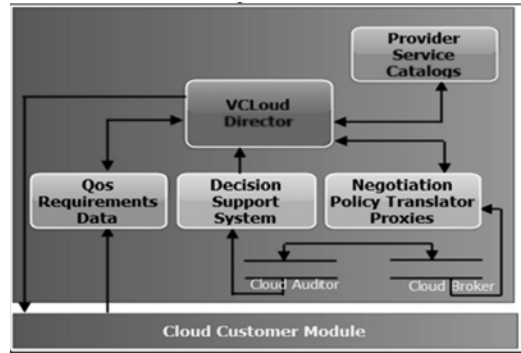 Provider
Service
Catalogs
VCLoud
Director
Qos
Requirements
Data
Decision
Support
System
Negotiation
Policy Translator
Proxies
Cloud Auditor
Cloud Broker
Cloud Customer Module